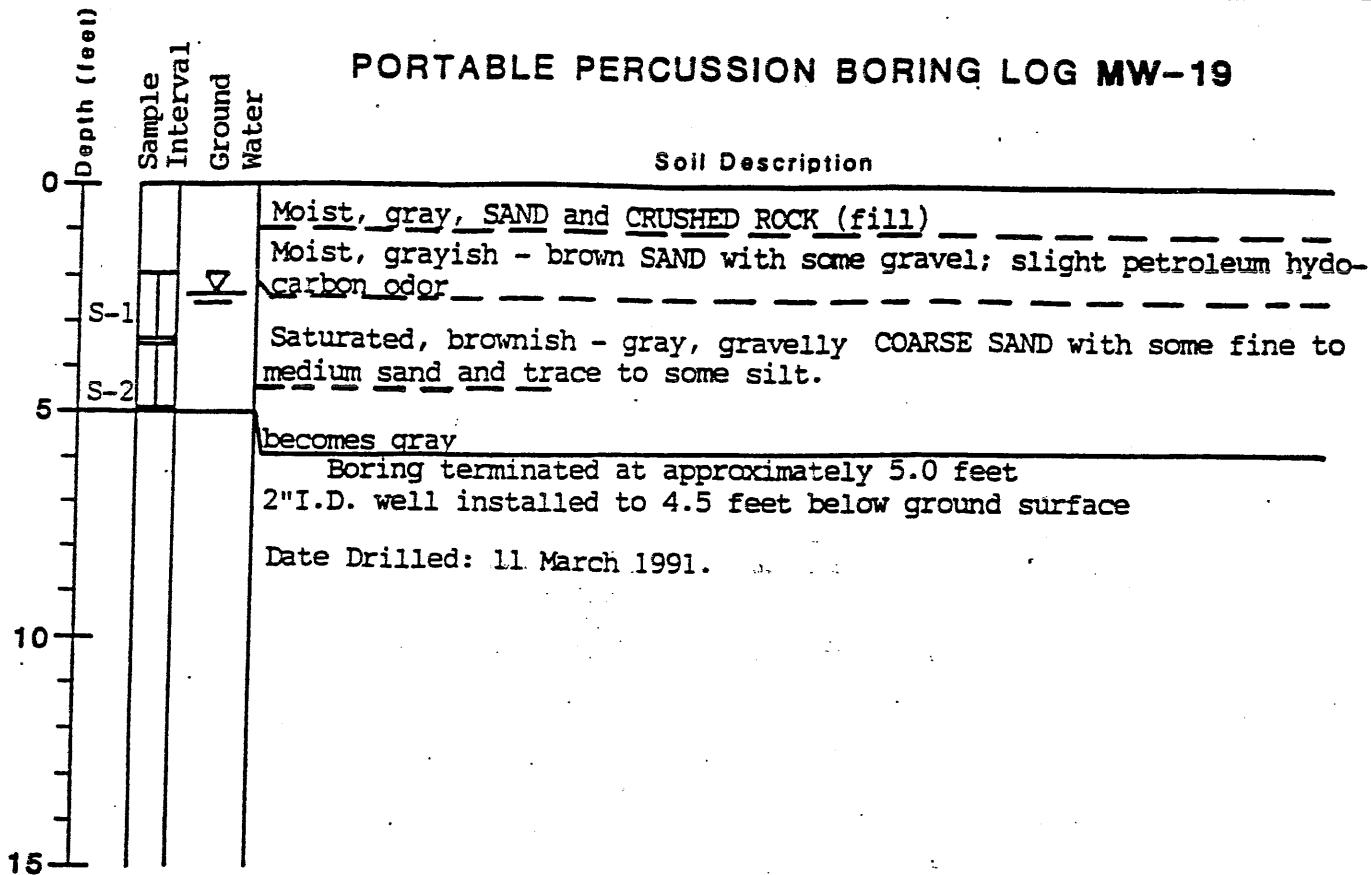 PORTABLE PERCUSSION BORING LOG MW-19
Depth (feet)
Sample
Interval
Ground
Water
Soil Description
0
Moist, gray, SAND and CRUSHED ROCK (fill)
Moist, grayish - brown SAND with some gravel; slight petroleum hydo-
carbon odor
S-1
Saturated, brownish - gray, gravelly COARSE SAND with some fine to
medium sand and trace to some silt.
S-2
5
becomes gray
Boring terminated at approximately 5.0 feet
2"I.D. well installed to 4.5 feet below ground surface
Date Drilled: 11 March 1991.
10
15